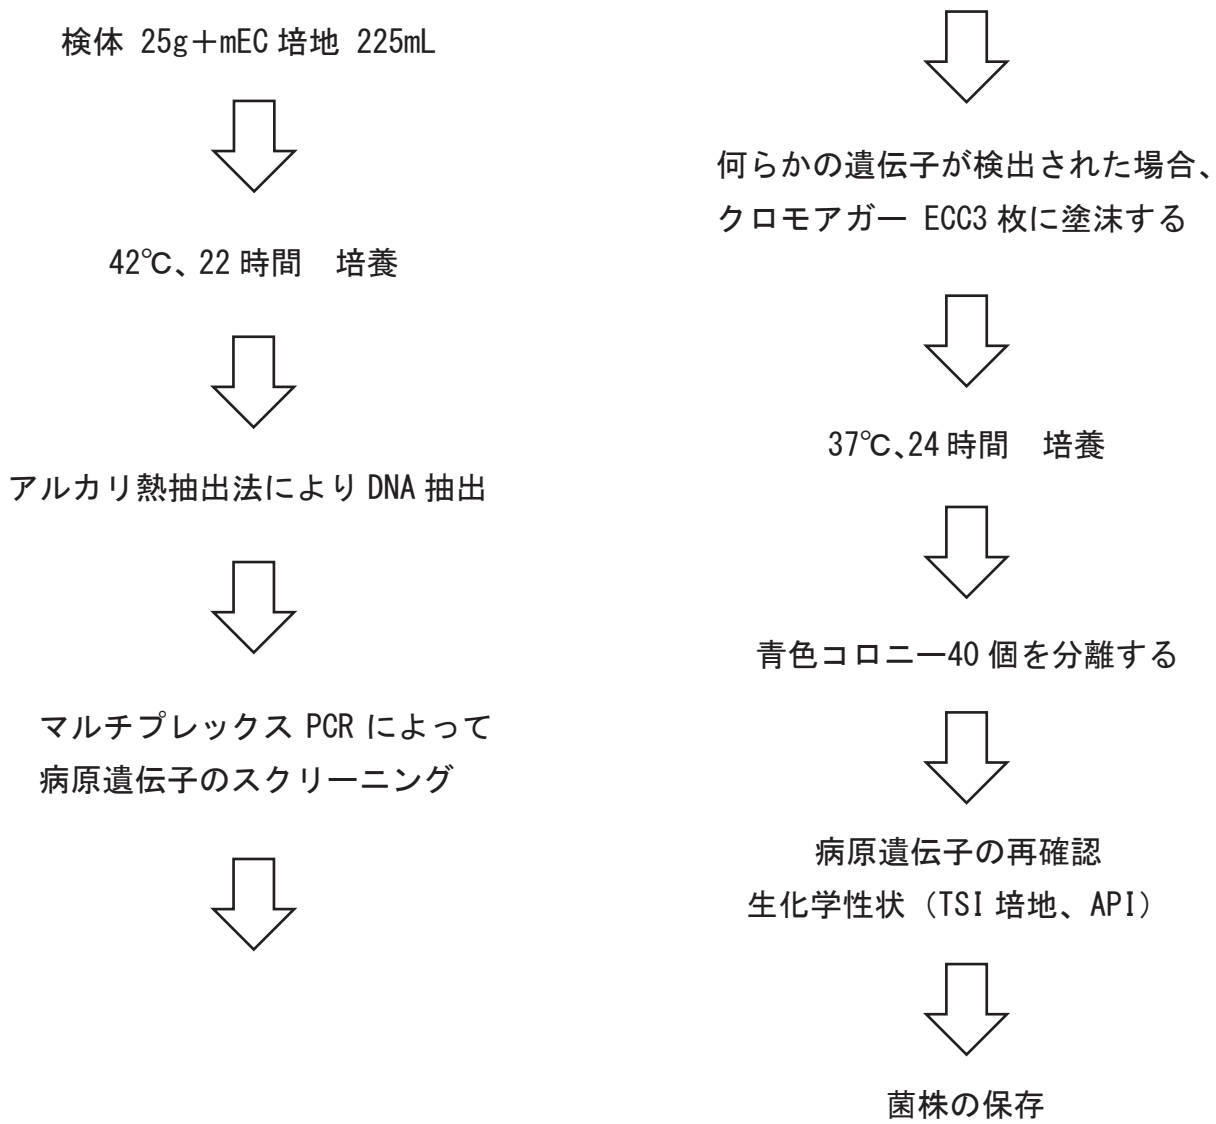 検体 25g＋mEC 培地 225mL
42℃、22 時間　培養
アルカリ熱抽出法により DNA 抽出
マルチプレックス PCR によって
病原遺伝子のスクリーニング
何らかの遺伝子が検出された場合、
クロモアガー ECC3 枚に塗沫する
37℃、24 時間　培養
青色コロニー40 個を分離する
病原遺伝子の再確認
生化学性状（TSI 培地、API）
菌株の保存